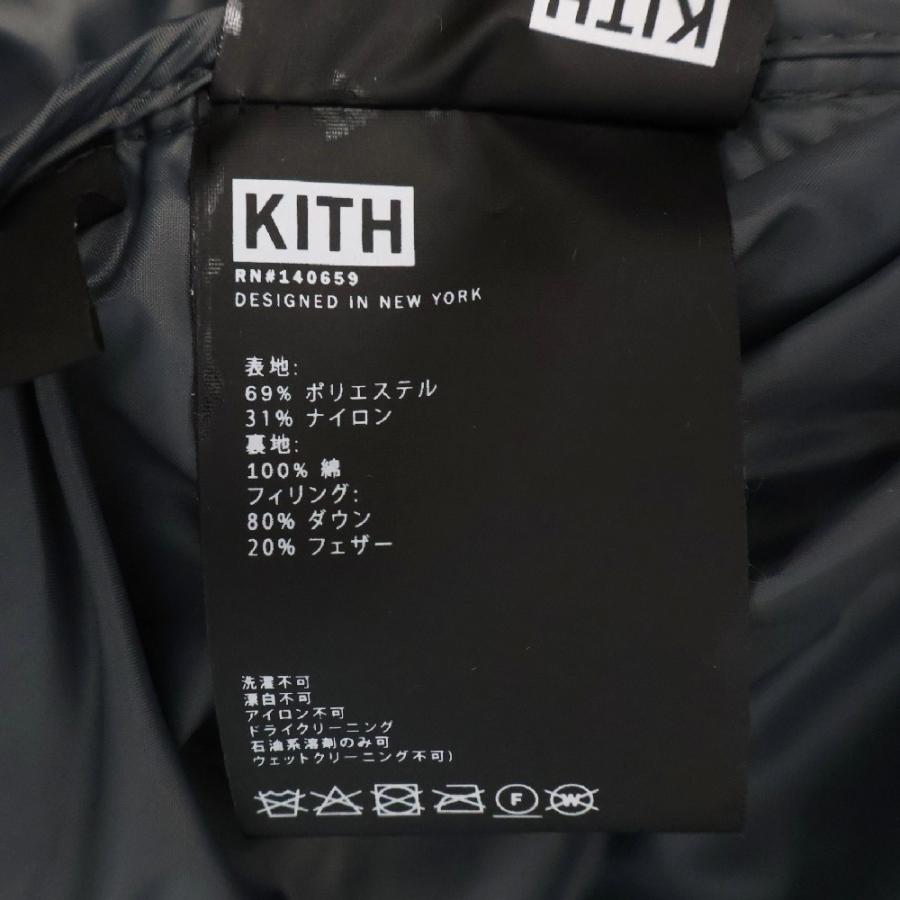 KITH
KITH
RN#140659
DESIGNED IN NEW YORK
表地:
69% ポリエステル
31% ナイロン
裏地:
100% 綿
フィリング:
80% ダウン
20% フェザー
洗濯不可
漂白不可
アイロン不可
ドライクリーニング
石油系溶剤のみ可
ウェットクリーニング不可)
F W